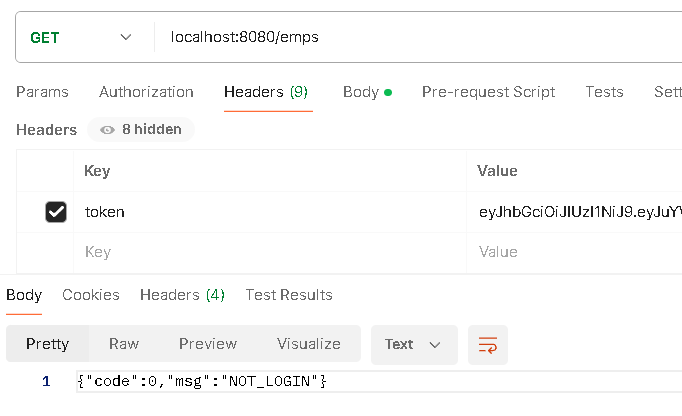 GET localhost:8080/emps
Params Authorization Headers (9) Body Pre-request Script Tests Sett
Headers 8 hidden
Key Value
token eyJhbGciOiJIUzI1NiJ9.eyJuY
Key Value
Body Cookies Headers (4) Test Results
Pretty Raw Preview Visualize Text
1 {"code":0,"msg":"NOT_LOGIN"}